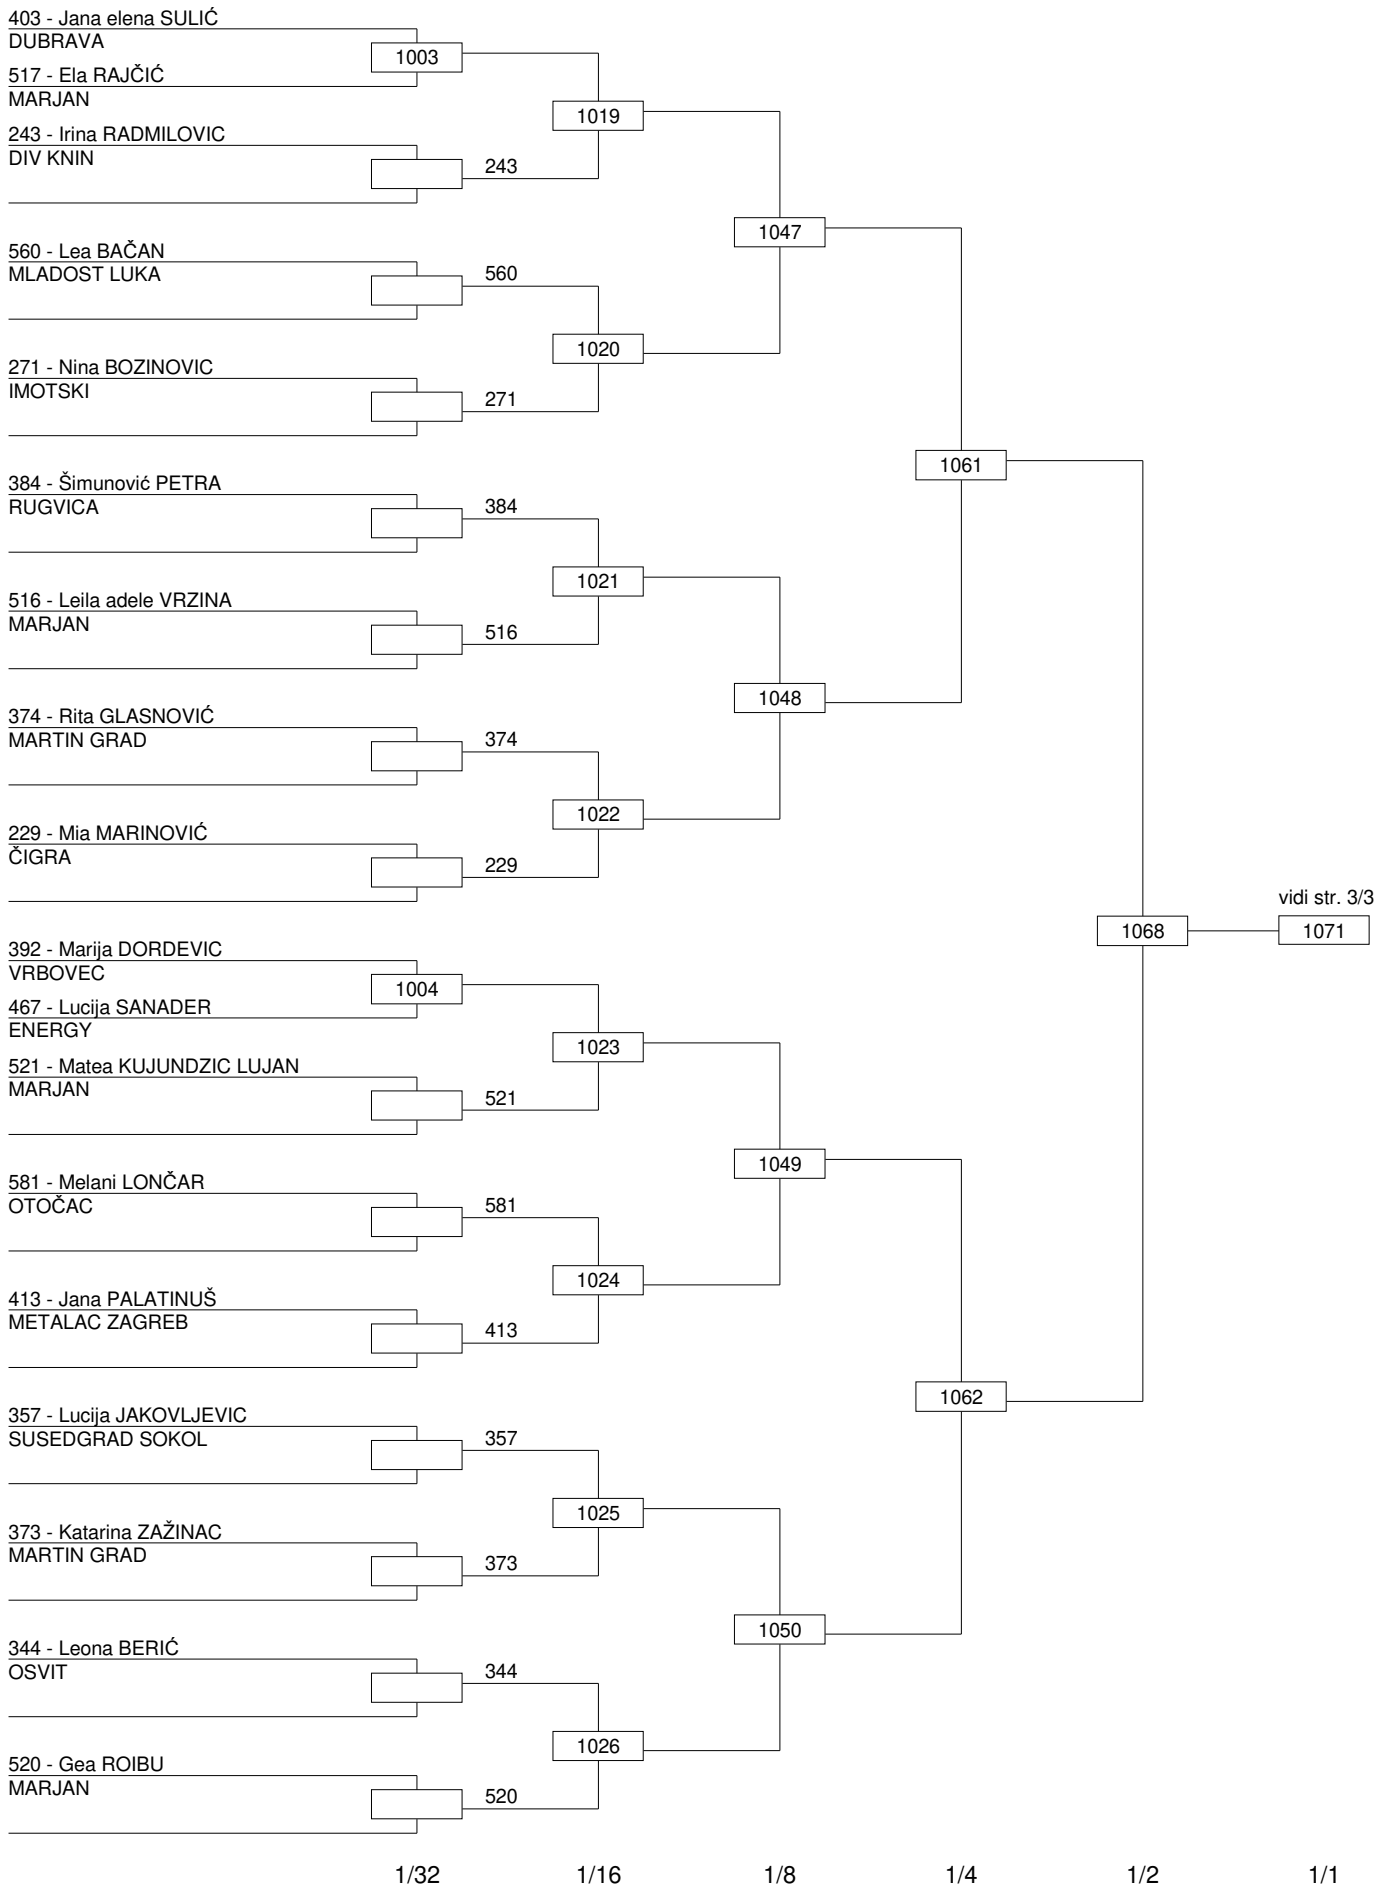 403 - Jana elena SULIĆ
DUBRAVA
1003
517 - Ela RAJČIĆ
MARJAN
1019
243 - Irina RADMILOVIC
DIV KNIN
243
1047
560 - Lea BAČAN
MLADOST LUKA
560
1020
271 - Nina BOZINOVIC
IMOTSKI
271
1061
384 - Šimunović PETRA
RUGVICA
384
1021
516 - Leila adele VRZINA
MARJAN
516
1048
374 - Rita GLASNOVIĆ
MARTIN GRAD
374
1022
229 - Mia MARINOVIĆ
ČIGRA
229
vidi str. 3/3
1068
1071
392 - Marija DORDEVIC
VRBOVEC
1004
467 - Lucija SANADER
ENERGY
1023
521 - Matea KUJUNDZIC LUJAN
MARJAN
521
1049
581 - Melani LONČAR
OTOČAC
581
1024
413 - Jana PALATINUŠ
METALAC ZAGREB
413
1062
357 - Lucija JAKOVLJEVIC
SUSEDGRAD SOKOL
357
1025
373 - Katarina ZAŽINAC
MARTIN GRAD
373
1050
344 - Leona BERIĆ
OSVIT
344
1026
520 - Gea ROIBU
MARJAN
520
1/32 1/16 1/8 1/4 1/2 1/1